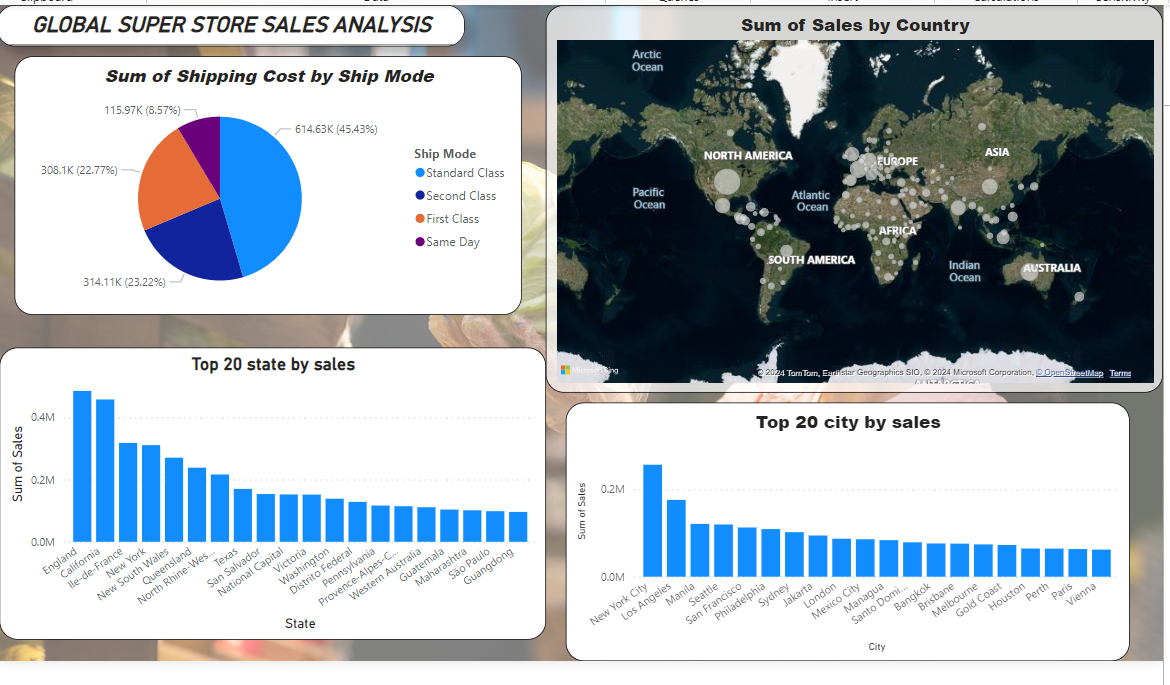 GLOBAL SUPER STORE SALES ANALYSIS
Sum of Shipping Cost by Ship Mode
115.97K (8.57%)
614.63K (45.43%)
308.1K (22.77%)
314.11K (23.22%)
Ship Mode
Standard Class
Second Class
First Class
Same Day
Sum of Sales by Country
Arctic
Ocean
NORTH AMERICA
EUROPE
ASIA
Pacific
Ocean
Atlantic
Ocean
AFRICA
SOUTH AMERICA
Indian
Ocean
AUSTRALIA
Microsoft Bing
© 2024 TomTom, Earthstar Geographics SIO, © 2024 Microsoft Corporation, © OpenStreetMap Terms
ANTARCTICA
Top 20 state by sales
Sum of Sales
0.4M
0.2M
0.0M
England
California
Ile-de-France
New York
New South Wales
Queensland
North Rhine-Wes...
Texas
San Salvador
National Capital
Victoria
Washington
Distrito Federal
Pennsylvania
Provence-Alpes-C...
Western Australia
Guatemala
Maharashtra
São Paulo
Guangdong
State
Top 20 city by sales
Sum of Sales
0.2M
0.0M
New York City
Los Angeles
Manila
Seattle
San Francisco
Philadelphia
Sydney
Jakarta
London
Mexico City
Managua
Santo Domi...
Bangkok
Brisbane
Melbourne
Gold Coast
Houston
Perth
Paris
Vienna
City